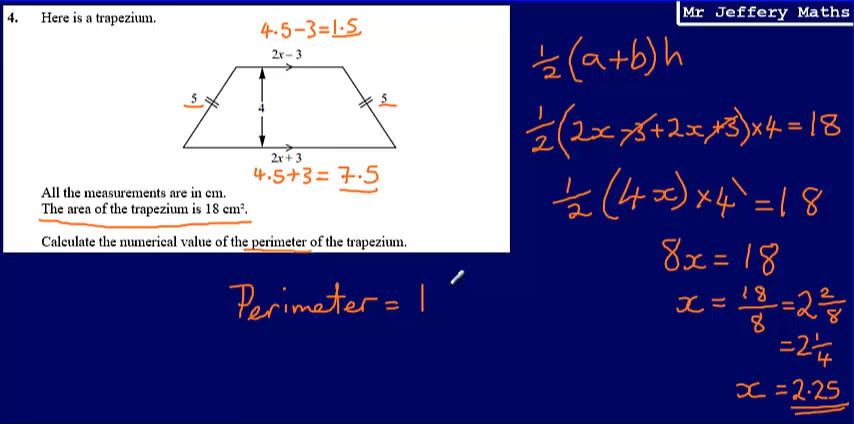 Mr Jeffery Maths
4. Here is a trapezium.
4.5-3=1.5
2x – 3
5
5
4
2x + 3
4.5+3=7.5
All the measurements are in cm.
The area of the trapezium is 18 cm².
Calculate the numerical value of the perimeter of the trapezium.
Perimeter = 1
½(a+b)h
½(2x-3+2x+3)×4=18
½(4x)×4=18
8x=18
x=18/8=2 2/8
=2¼
x=2.25